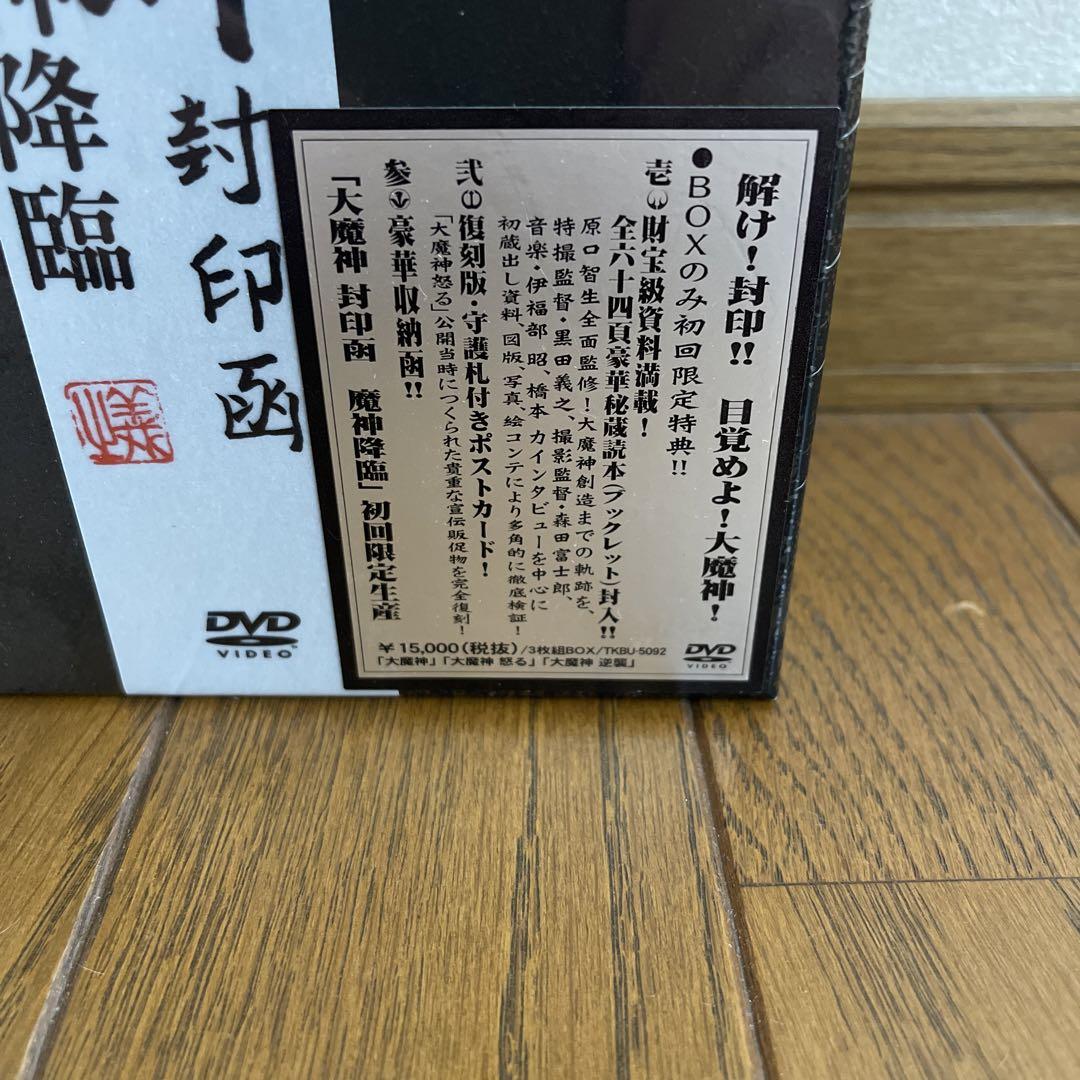 封印函
降臨
DVD
VIDEO
解け!封印!! 目覚めよ!大魔神!
●BOXのみ初回限定特典!!
壱 財宝級資料満載!
全六十四頁豪華秘蔵読本(ブックレット)封入!!
原口智生全面監修!大魔神創造までの軌跡を、
特撮監督・黒田義之、撮影監督・森田富士郎、
音楽・伊福部 昭、橋本 力インタビューを中心に
初蔵出し資料、図版、写真、絵コンテにより多角的に徹底検証!
弐 復刻版・守護札付きポストカード!
「大魔神怒る」公開当時につくられた貴重な宣伝販促物を完全復刻!
参 豪華収納函!!
「大魔神 封印函 魔神降臨」初回限定生産
¥15,000(税抜)/3枚組BOX/TKBU-5092
「大魔神」「大魔神 怒る」「大魔神 逆襲」
DVD
VIDEO